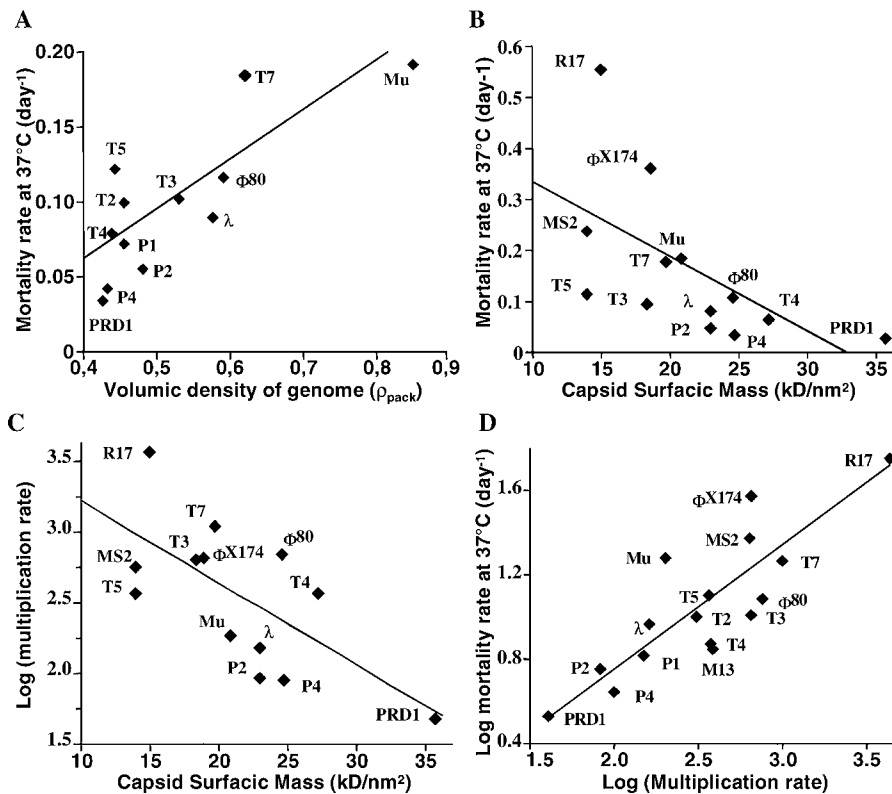 A
Mortality rate at 37°C (day⁻¹)
0.20
0.15
0.10
0.05
0
T7
Mu
T5
T3
Φ80
T2
λ
T4
P1
P2
P4
PRD1
0,4 0,5 0,6 0,7 0,8 0,9
Volumic density of genome (ρpack)
B
Mortality rate at 37°C (day-1)
0.6
0.5
0.4
0.3
0.2
0.1
0
R17
ΦX174
MS2
Mu
T7
Φ80
T5
T3
λ
T4
P2
P4
PRD1
10 15 20 25 30 35
Capsid Surfacic Mass (kD/nm²)
C
Log (multiplication rate)
3.5
3.0
2.5
2.0
1.5
R17
T7
T3
ΦX174
Φ80
MS2
T5
T4
Mu
λ
P2
P4
PRD1
10 15 20 25 30 35
Capsid Surfacic Mass (kD/nm²)
D
Log mortality rate at 37°C (day⁻¹)
1.6
1.2
0.8
0.4
R17
ΦX174
MS2
Mu
T7
T5
Φ80
λ
T2
T3
T4
P2
P1
M13
P4
PRD1
1.5 2.0 2.5 3.0 3.5
Log (Multiplication rate)